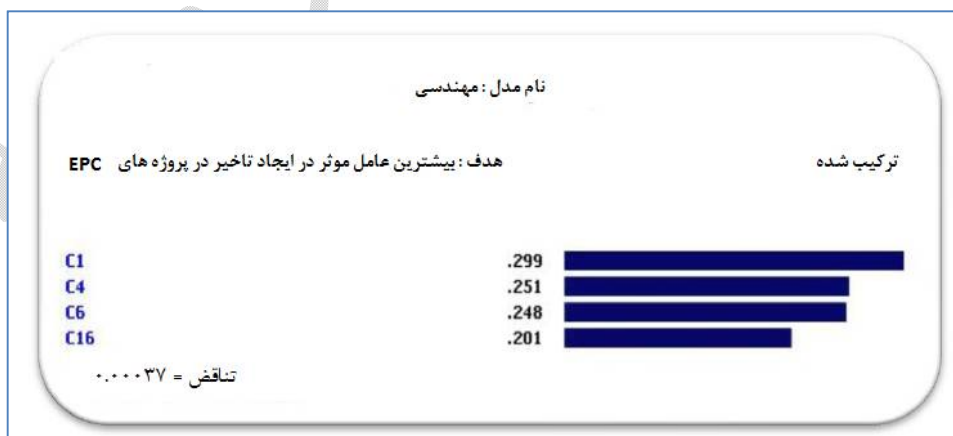 نام مدل : مهندسی
ترکیب شده
هدف : بیشترین عامل موثر در ایجاد تاخیر در پروژه های EPC
C1 .299
C4 .251
C6 .248
C16 .201
تناقض = ۰.۰۰۰۳۷